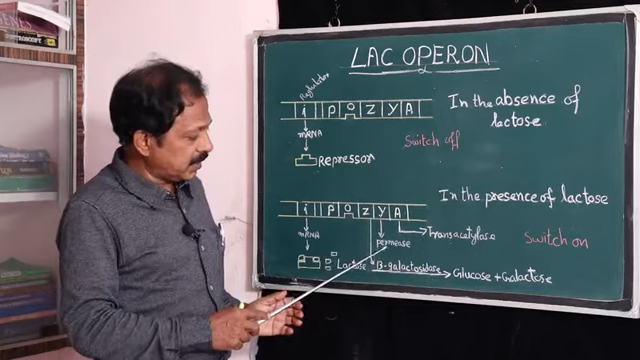 LAC OPERON
Regulator
i P O Z Y A
In the absence of
lactose
mRNA
Switch off
Repressor
In the presence of lactose
i P O Z Y A
Transacetylase
Switch on
mRNA
permease
Lactose
β-galactosidase
Glucose + Galactose